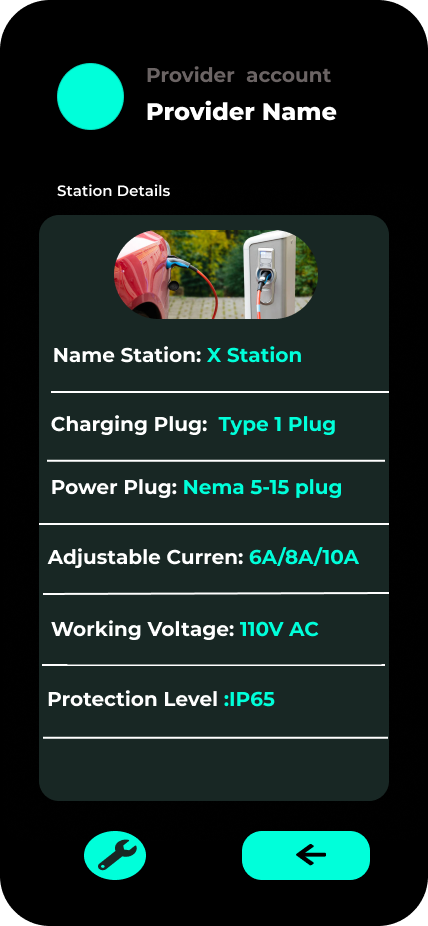 Provider account
Provider Name
Station Details
Name Station: X Station
Charging Plug: Type 1 Plug
Power Plug: Nema 5-15 plug
Adjustable Curren: 6A/8A/10A
Working Voltage: 110V AC
Protection Level :IP65